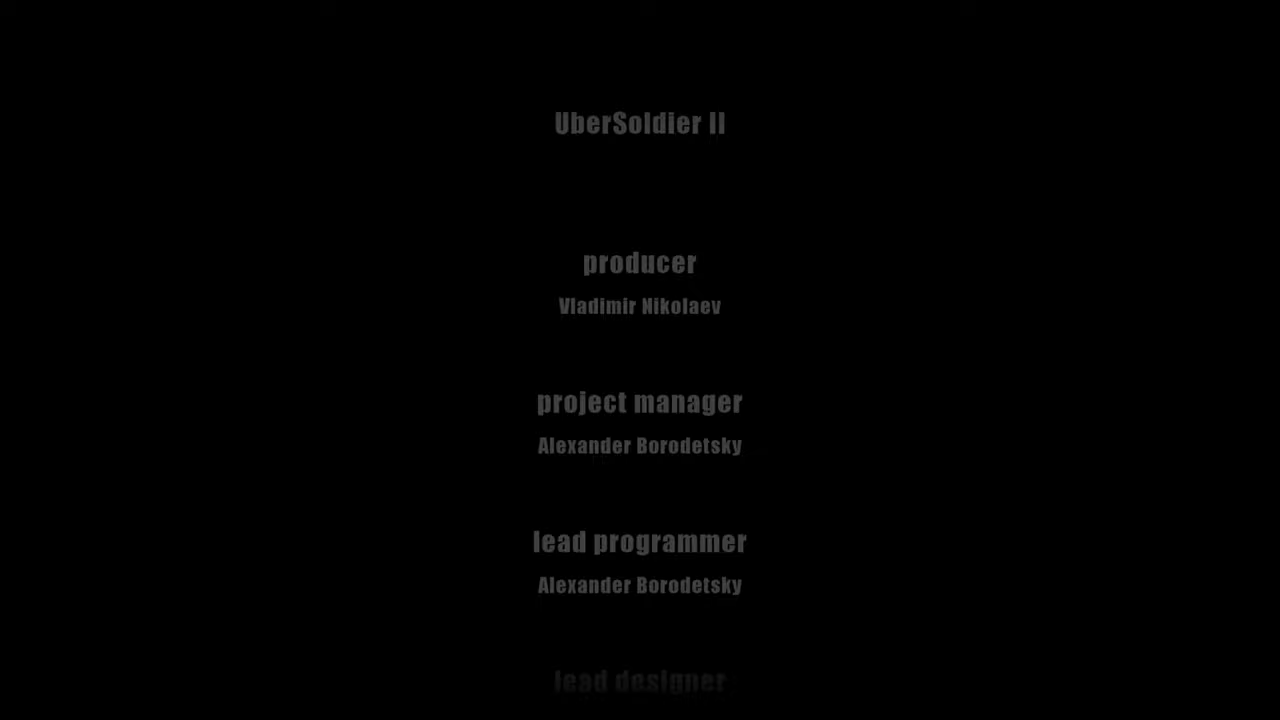 UberSoldier II
producer
Vladimir Nikolaev
project manager
Alexander Borodetsky
lead programmer
Alexander Borodetsky
lead designer